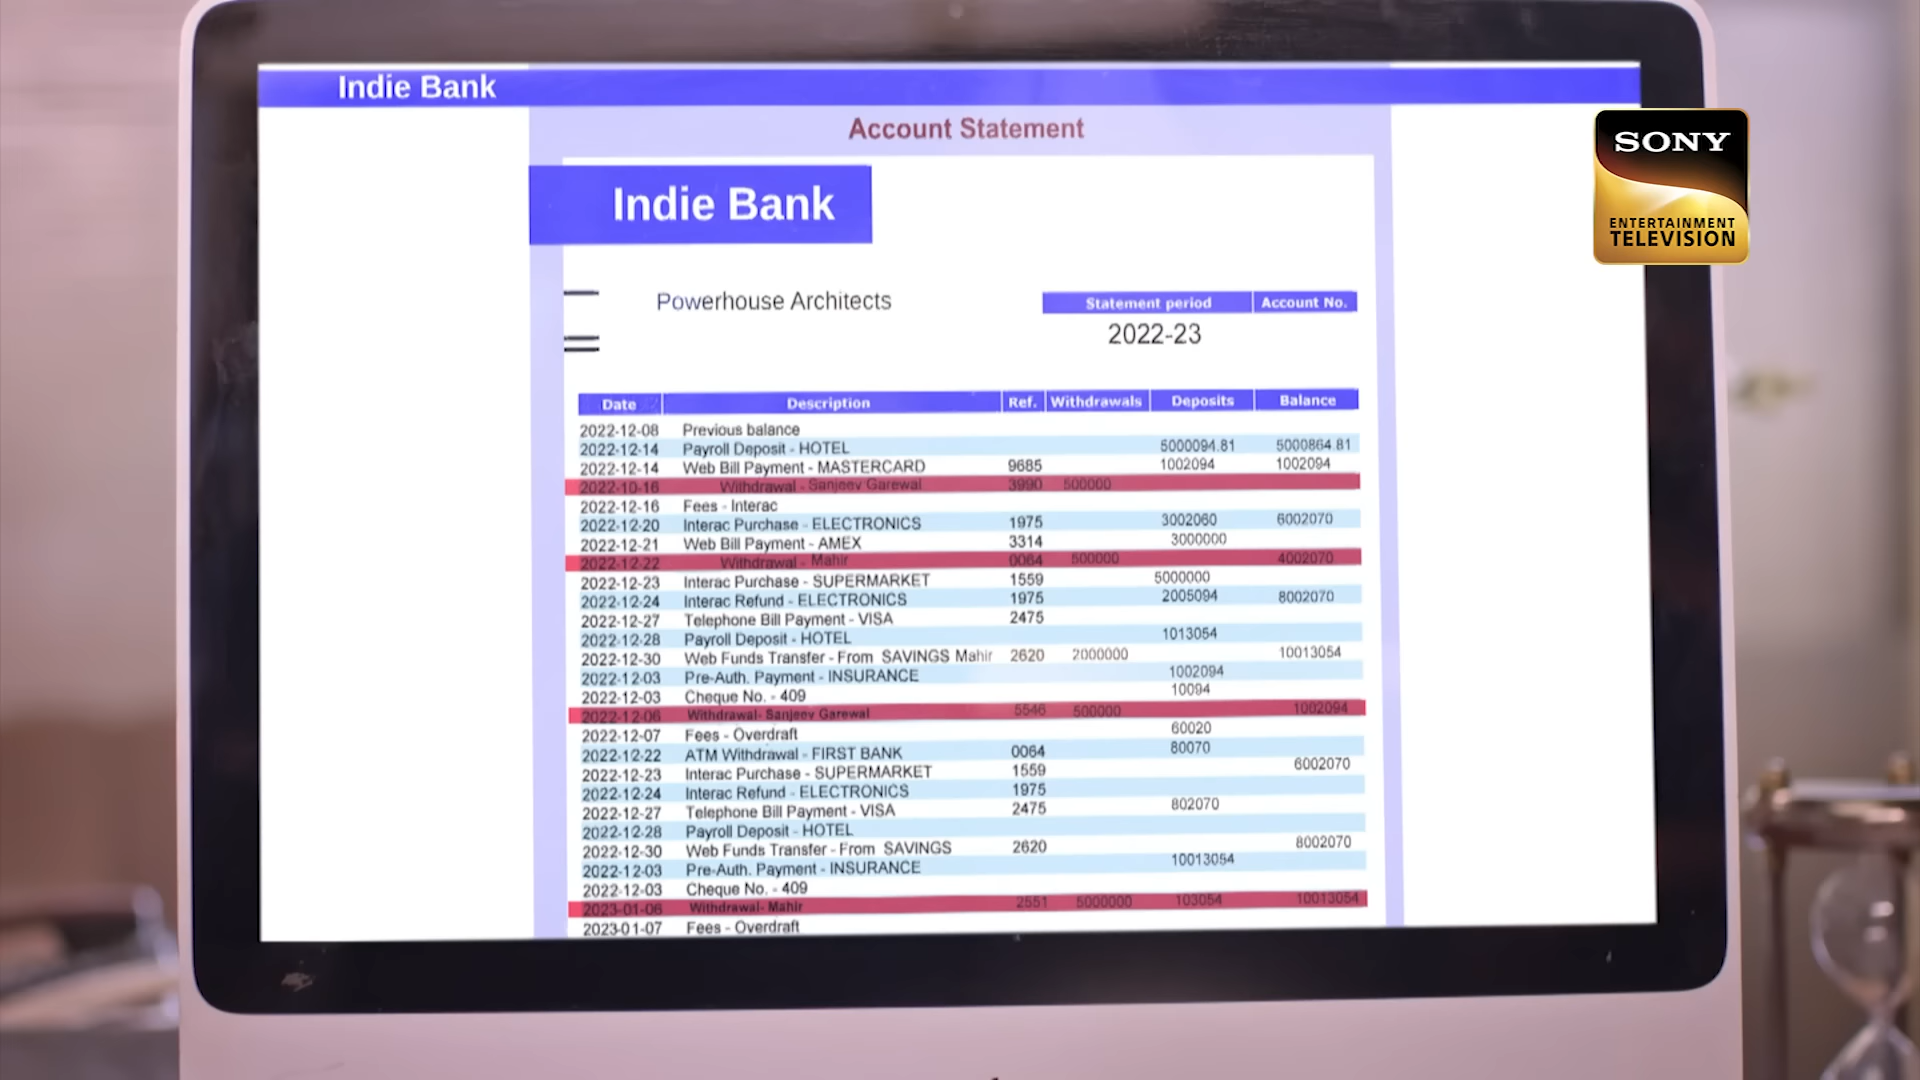 Indie Bank
Account Statement
SONY
ENTERTAINMENT
TELEVISION
Indie Bank
Powerhouse Architects
Statement period Account No.
2022-23
Date Description Ref. Withdrawals Deposits Balance
2022-12-08 Previous balance
2022-12-14 Payroll Deposit - HOTEL 5000094.81 5000864.81
2022-12-14 Web Bill Payment - MASTERCARD 9685 1002094 1002094
2022-10-16 Withdrawal - Sanjeev Garewal 3990 500000
2022-12-16 Fees - Interac
2022-12-20 Interac Purchase - ELECTRONICS 1975 3002060 6002070
2022-12-21 Web Bill Payment - AMEX 3314 3000000
2022-12-22 Withdrawal - Mahir 0064 500000 4002070
2022-12-23 Interac Purchase - SUPERMARKET 1559 5000000
2022-12-24 Interac Refund - ELECTRONICS 1975 2005094 8002070
2022-12-27 Telephone Bill Payment - VISA 2475
2022-12-28 Payroll Deposit - HOTEL 1013054
2022-12-30 Web Funds Transfer - From SAVINGS Mahir 2620 2000000 10013054
2022-12-03 Pre-Auth. Payment - INSURANCE 1002094
2022-12-03 Cheque No. - 409 10094
2022-12-06 Withdrawal- Sanjeev Garewal 5546 500000 1002094
2022-12-07 Fees - Overdraft 60020
2022-12-22 ATM Withdrawal - FIRST BANK 0064 80070
2022-12-23 Interac Purchase - SUPERMARKET 1559 6002070
2022-12-24 Interac Refund - ELECTRONICS 1975
2022-12-27 Telephone Bill Payment - VISA 2475 802070
2022-12-28 Payroll Deposit - HOTEL
2022-12-30 Web Funds Transfer - From SAVINGS 2620 8002070
2022-12-03 Pre-Auth. Payment - INSURANCE 10013054
2022-12-03 Cheque No. - 409
2023-01-06 Withdrawal- Mahir 2551 5000000 103054 10013054
2023-01-07 Fees - Overdraft